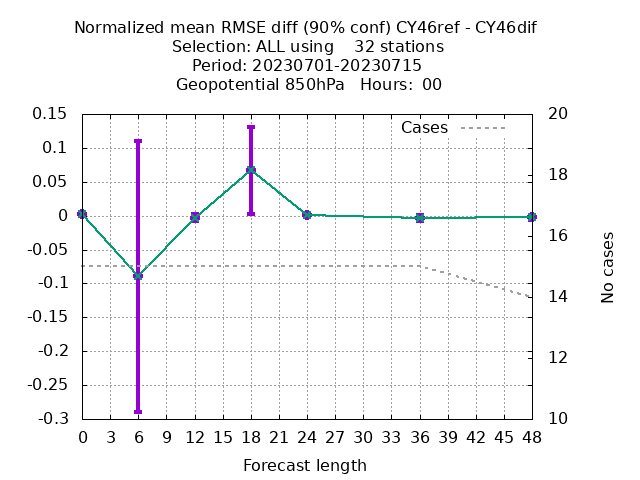 Normalized mean RMSE diff (90% conf) CY46ref - CY46dif
Selection: ALL using    32 stations
Period: 20230701-20230715
Geopotential 850hPa   Hours:  00
Cases
0.15
0.1
0.05
0
-0.05
-0.1
-0.15
-0.2
-0.25
-0.3
20
18
16
14
12
10
No cases
0 3 6 9 12 15 18 21 24 27 30 33 36 39 42 45 48
Forecast length